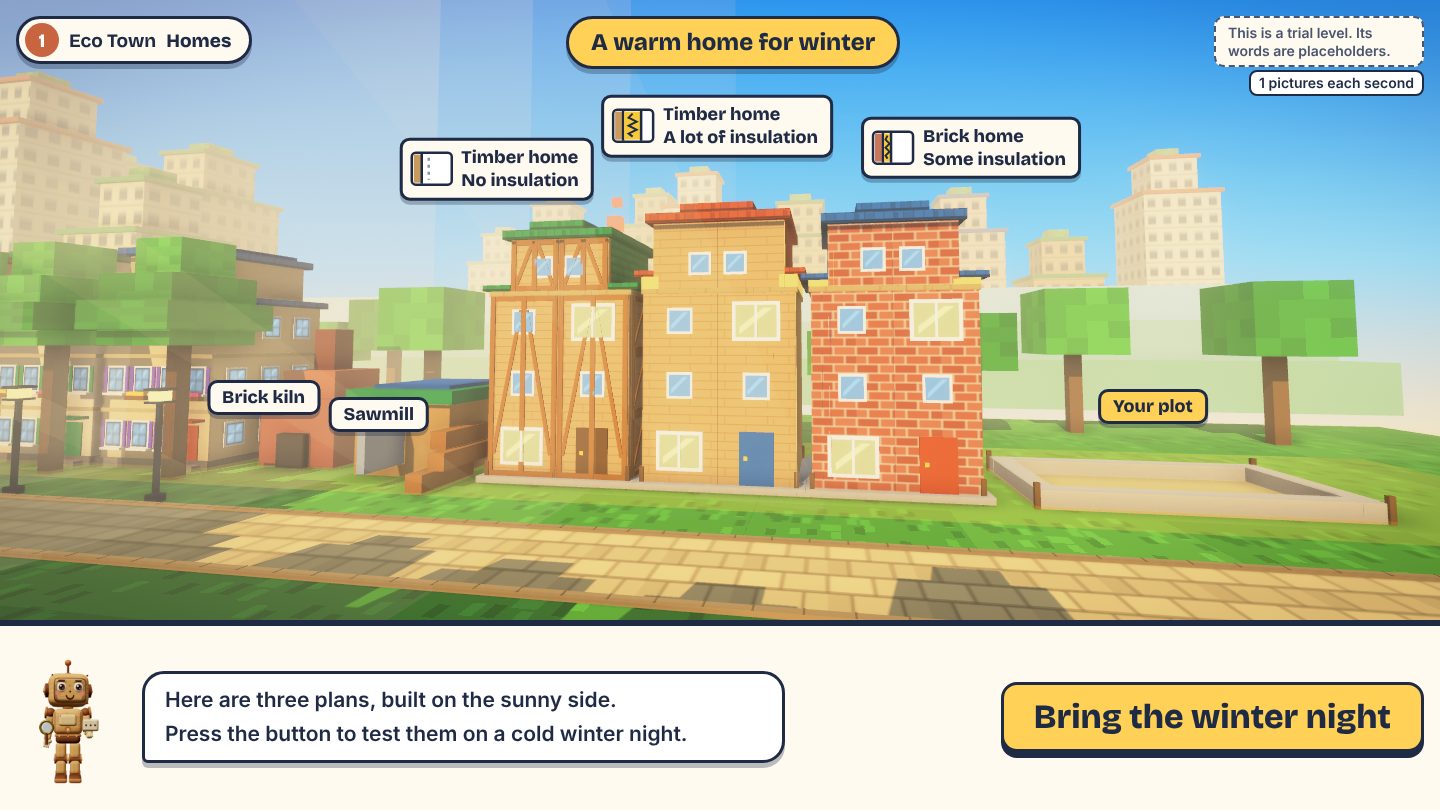 1 Eco Town Homes
A warm home for winter
This is a trial level. Its
words are placeholders.
1 pictures each second
Timber home
No insulation
Timber home
A lot of insulation
Brick home
Some insulation
Brick kiln
Sawmill
Your plot
Here are three plans, built on the sunny side.
Press the button to test them on a cold winter night.
Bring the winter night